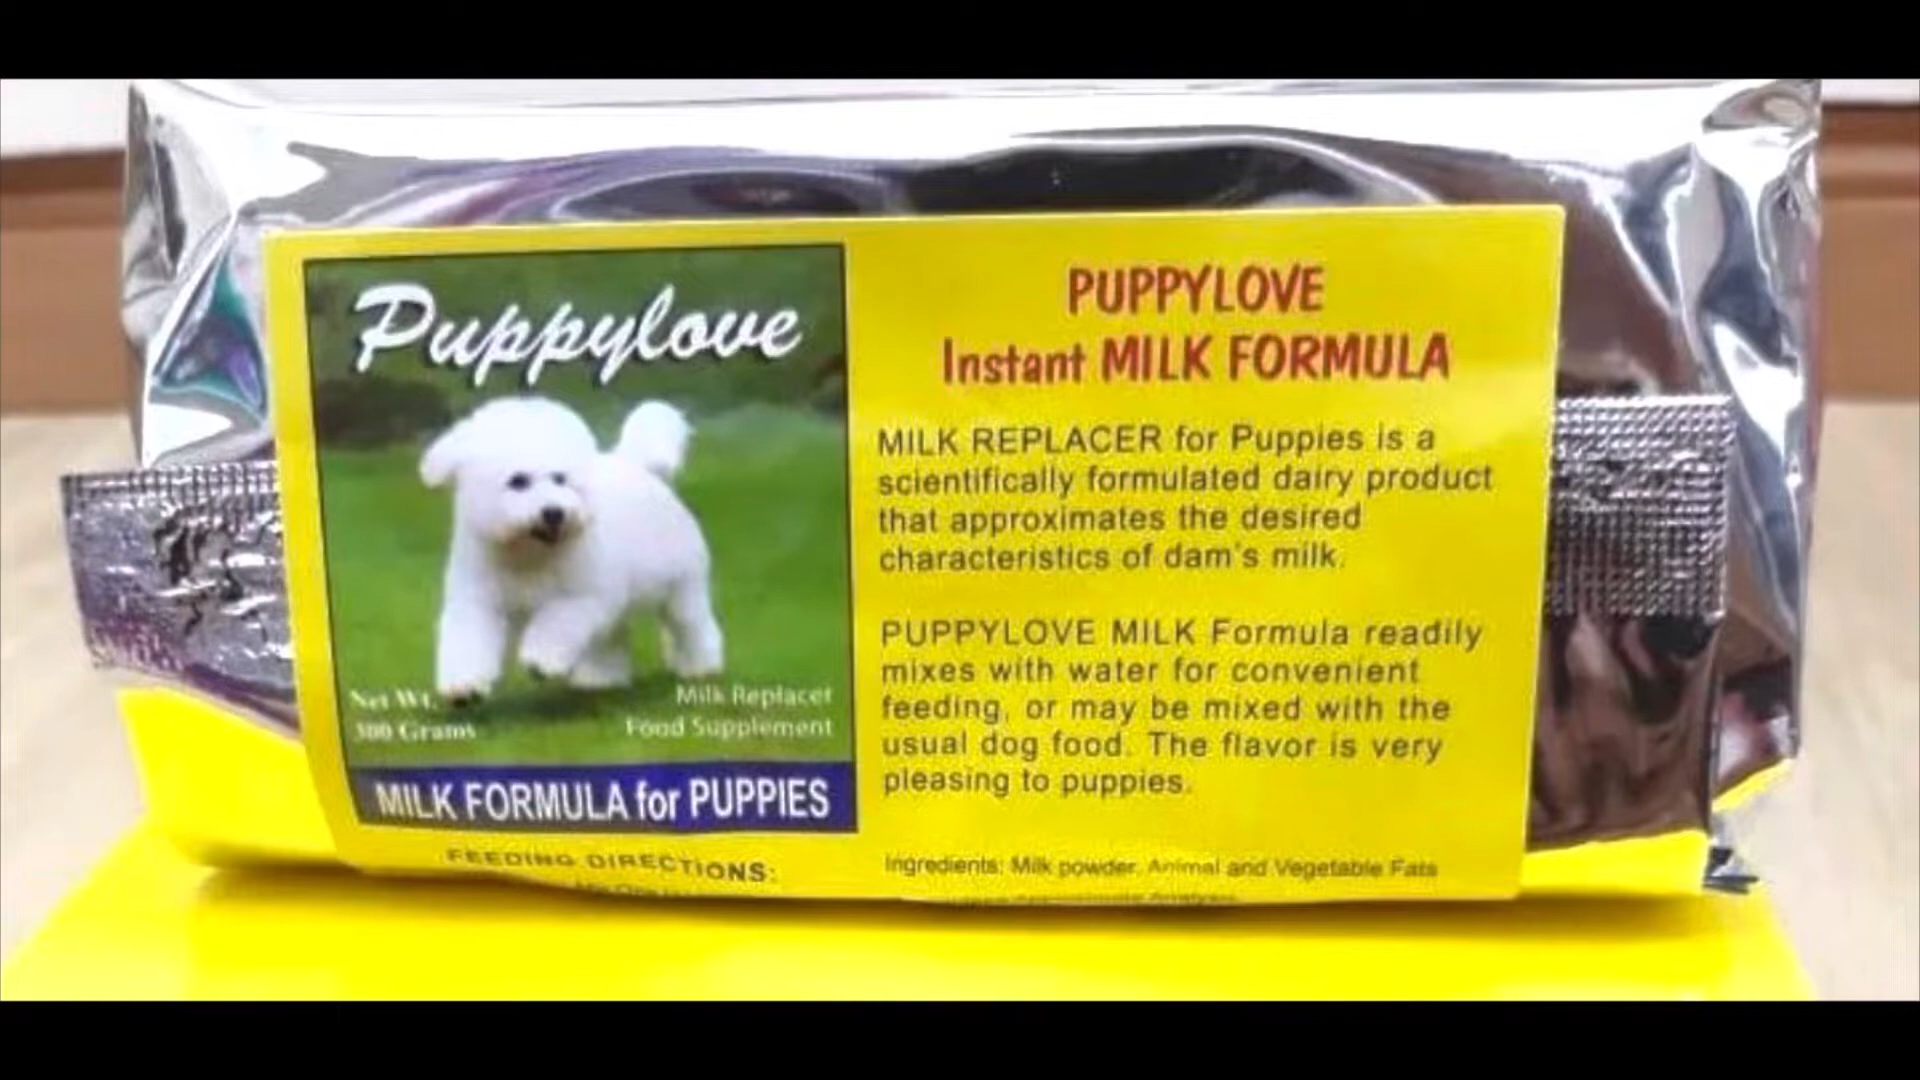 Puppylove
Net Wt.
300 Grams
Milk Replacer
Food Supplement
MILK FORMULA for PUPPIES
FEEDING DIRECTIONS:
PUPPYLOVE
Instant MILK FORMULA
MILK REPLACER for Puppies is a
scientifically formulated dairy product
that approximates the desired
characteristics of dam's milk.
PUPPYLOVE MILK Formula readily
mixes with water for convenient
feeding, or may be mixed with the
usual dog food. The flavor is very
pleasing to puppies.
Ingredients: Milk powder, Animal and Vegetable Fats